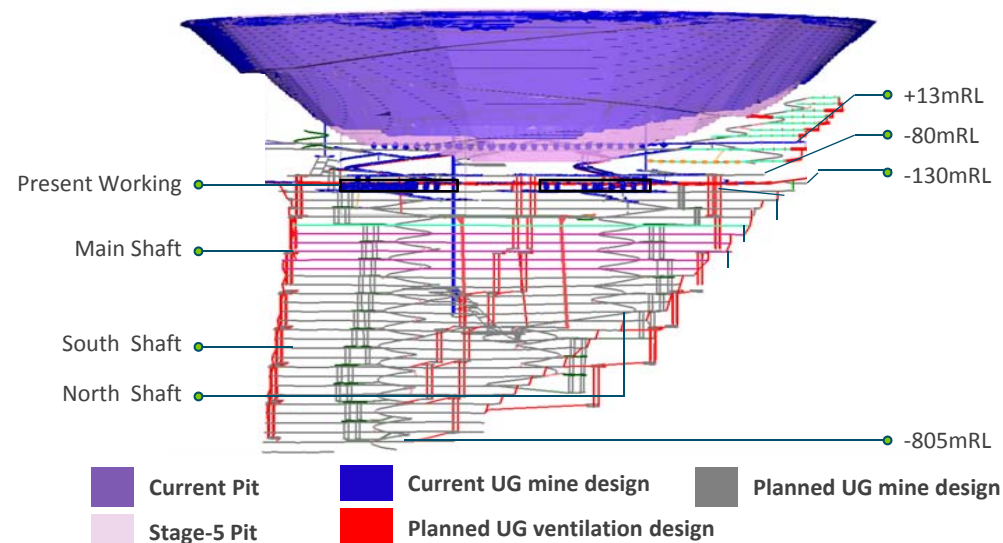 +13mRL
-80mRL
-130mRL
Present Working
Main Shaft
South Shaft
North Shaft
-805mRL
Current Pit
Current UG mine design
Planned UG mine design
Stage-5 Pit
Planned UG ventilation design